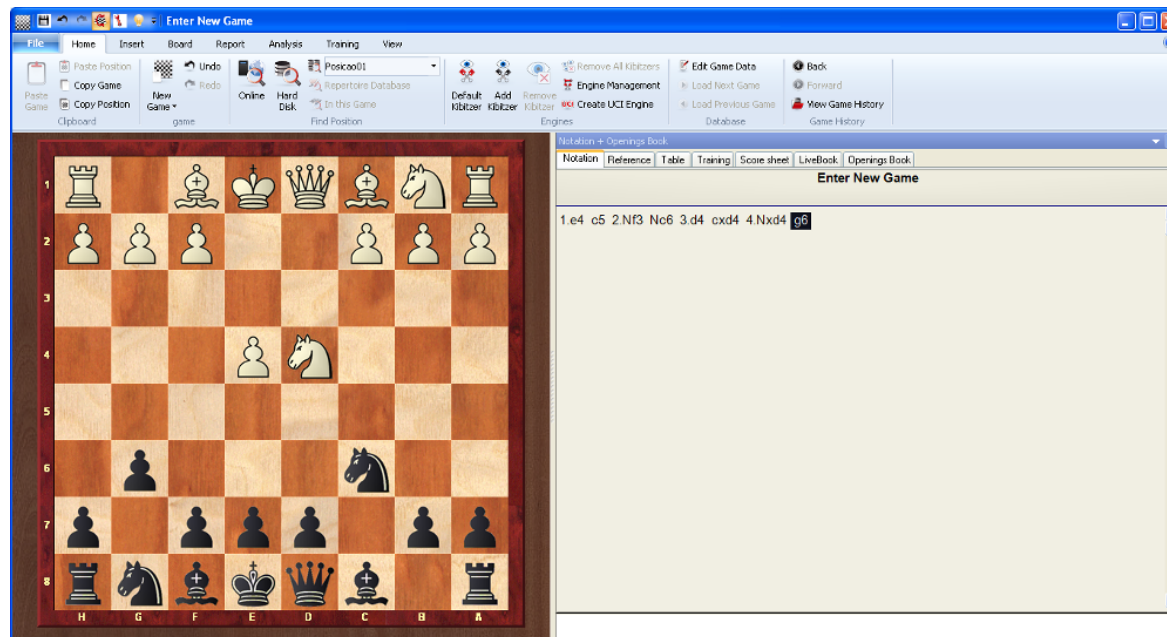 Enter New Game
File Home Insert Board Report Analysis Training View
Paste Game
Paste Position
Copy Game
Copy Position
Clipboard
New Game
Undo
Redo
game
Online
Hard Disk
Posicao01
Repertoire Database
In this Game
Find Position
Default Kibitzer
Add Kibitzer
Remove Kibitzer
Remove All Kibitzers
Engine Management
UCI Create UCI Engine
Engines
Edit Game Data
Load Next Game
Load Previous Game
Database
Back
Forward
View Game History
Game History
Notation + Openings Book
Notation Reference Table Training Score sheet LiveBook Openings Book
Enter New Game
1.e4 c5 2.Nf3 Nc6 3.d4 cxd4 4.Nxd4 g6
1
2
3
4
5
6
7
8
H G F E D C B A